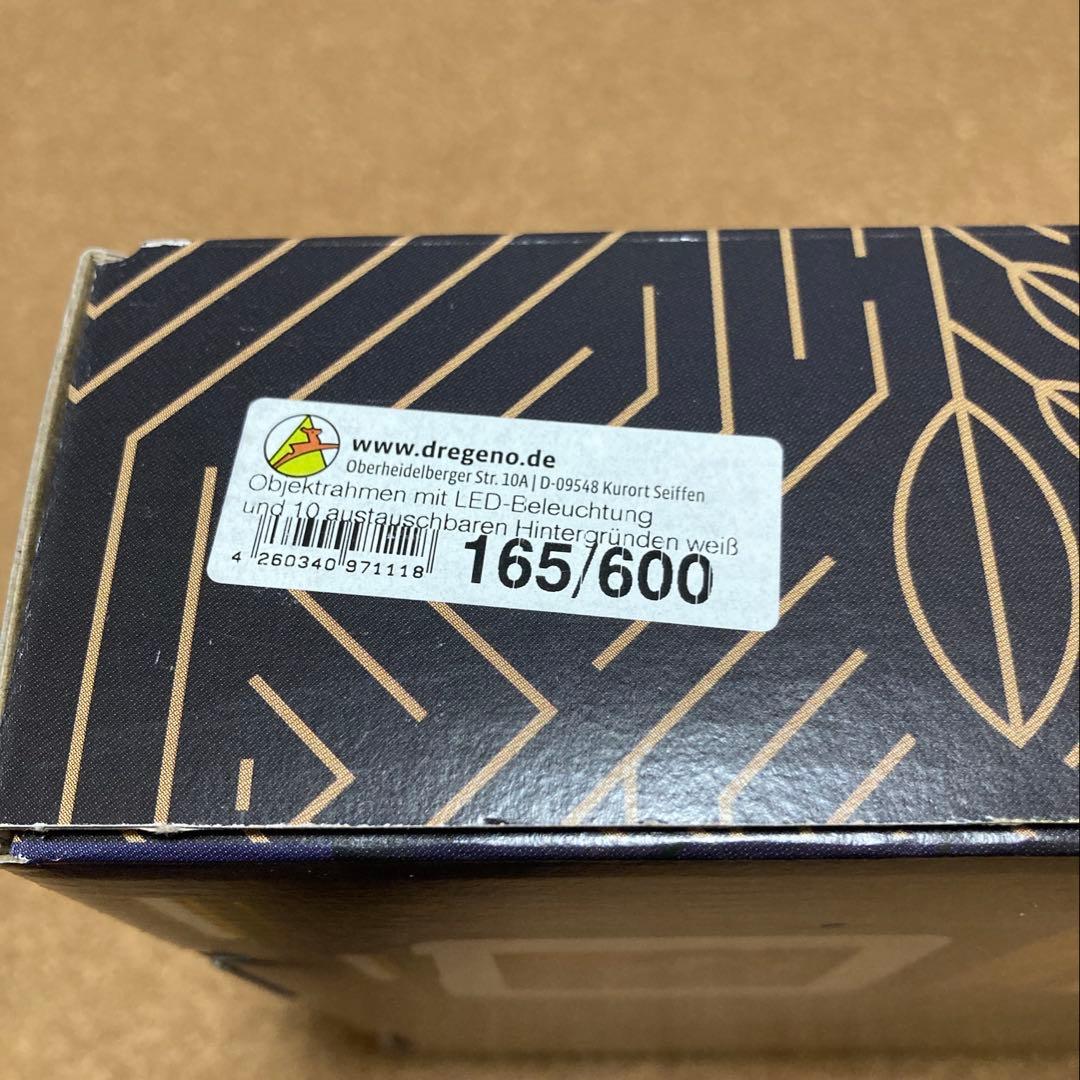 www.dregeno.de
Oberheidelberger Str. 10A | D-09548 Kurort Seiffen
Objektrahmen mit LED-Beleuchtung
und 10 austauschbaren Hintergründen weiß
4 260340 971118
165/600